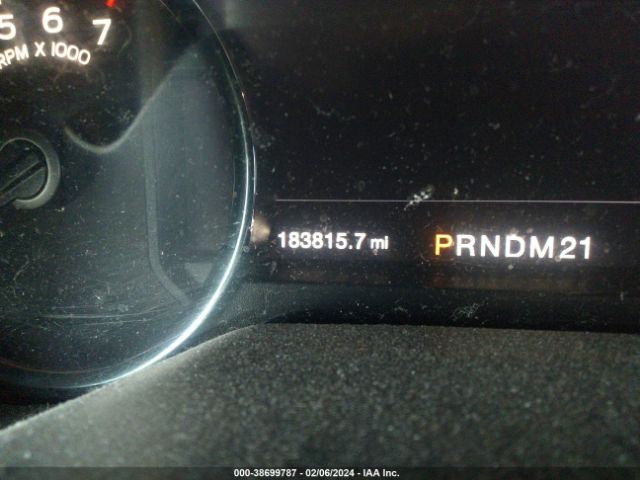 5 6 7
RPM X 1000
183815.7 mi
PRNDM21
000-38699787 - 02/06/2024 - IAA Inc.